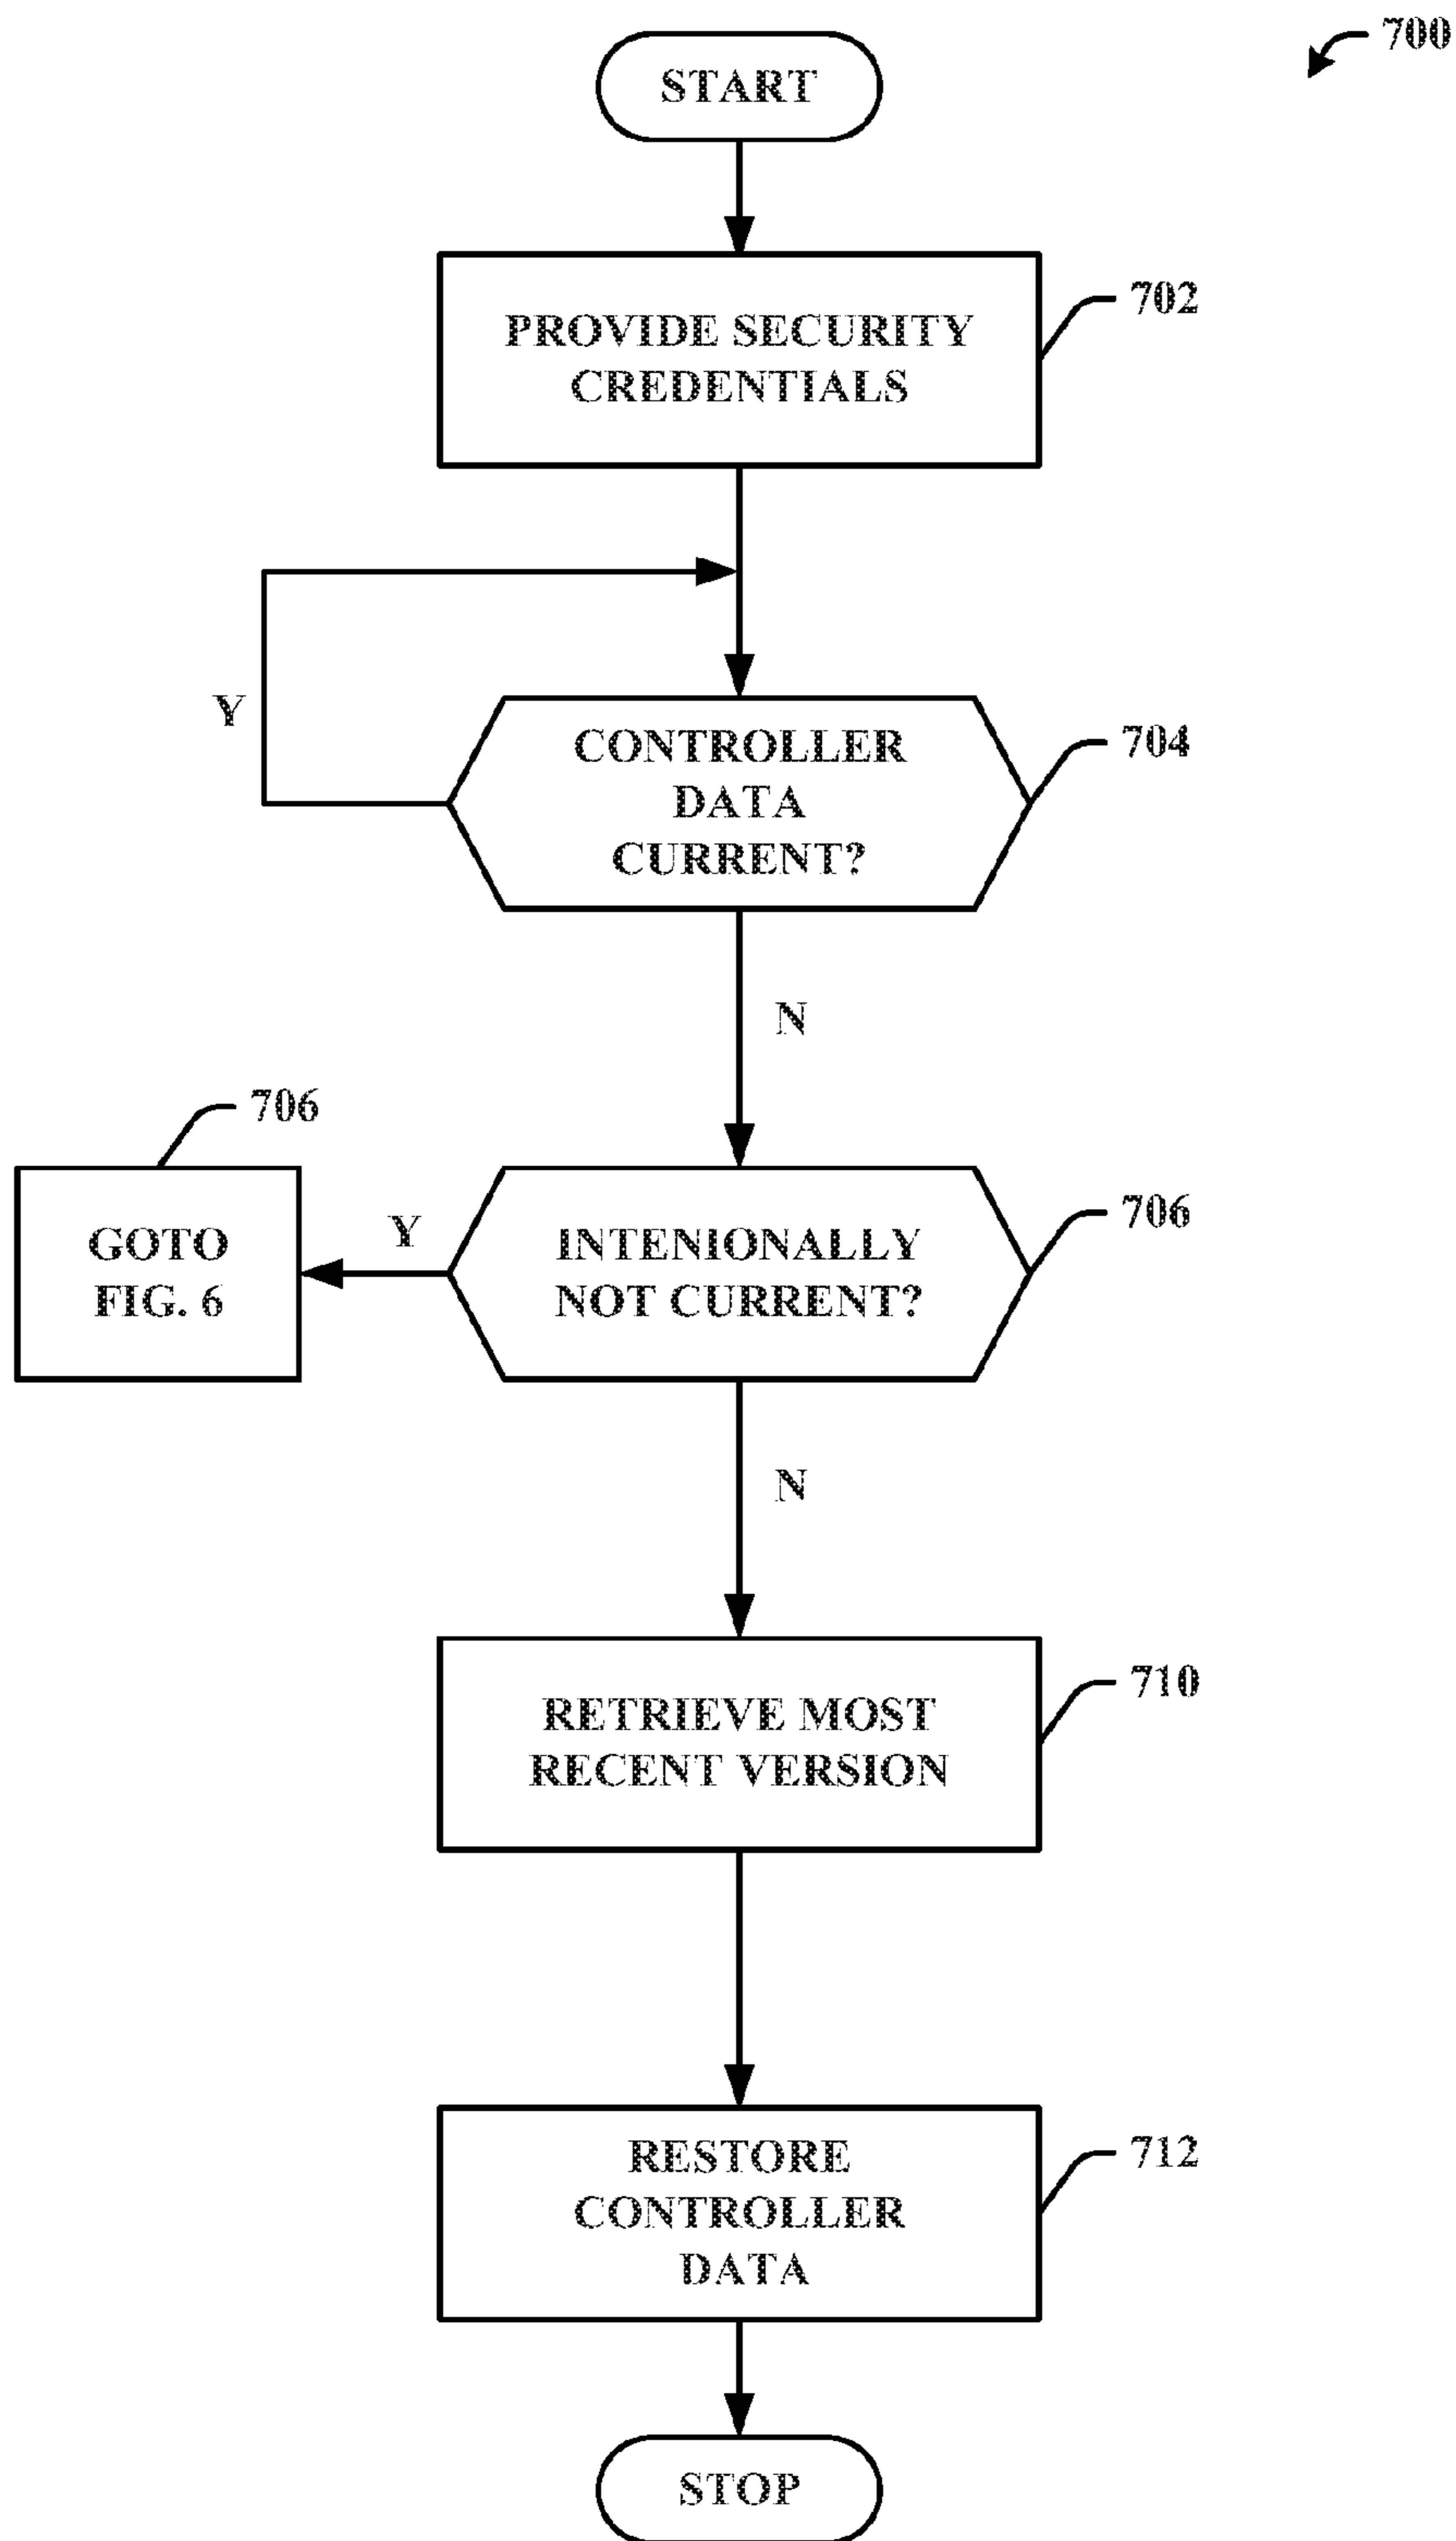 700
START
PROVIDE SECURITY
CREDENTIALS
702
Y
CONTROLLER
DATA
CURRENT?
704
N
706
GOTO
FIG. 6
Y
INTENIONALLY
NOT CURRENT?
706
N
RETRIEVE MOST
RECENT VERSION
710
RESTORE
CONTROLLER
DATA
712
STOP